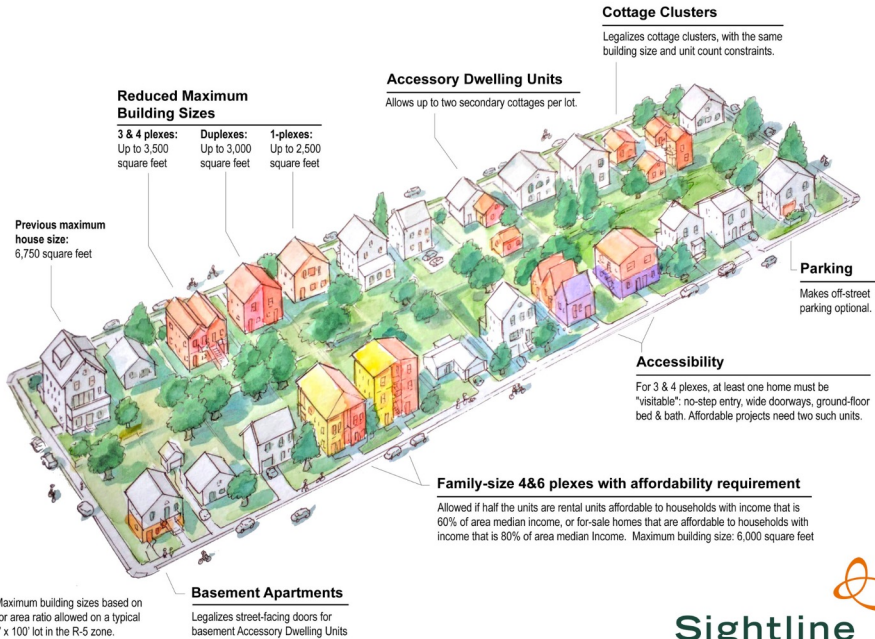 Cottage Clusters
Legalizes cottage clusters, with the same
building size and unit count constraints.
Accessory Dwelling Units
Allows up to two secondary cottages per lot.
Reduced Maximum
Building Sizes
3 & 4 plexes:
Up to 3,500
square feet
Duplexes:
Up to 3,000
square feet
1-plexes:
Up to 2,500
square feet
Previous maximum
house size:
6,750 square feet
Parking
Makes off-street
parking optional.
Accessibility
For 3 & 4 plexes, at least one home must be
"visitable": no-step entry, wide doorways, ground-floor
bed & bath. Affordable projects need two such units.
Family-size 4&6 plexes with affordability requirement
Allowed if half the units are rental units affordable to households with income that is
60% of area median income, or for-sale homes that are affordable to households with
income that is 80% of area median Income. Maximum building size: 6,000 square feet
Basement Apartments
Legalizes street-facing doors for
basement Accessory Dwelling Units
Maximum building sizes based on
area ratio allowed on a typical
x 100' lot in the R-5 zone.
Sightline